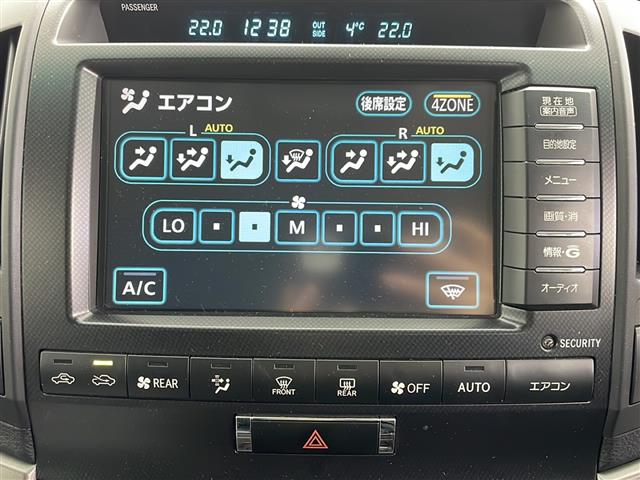 PASSENGER
22.0 12:38 OUT SIDE 4°C 22.0
エアコン 後席設定 4ZONE
L AUTO R AUTO
LO M HI
A/C
現在地
案内音声
目的地設定
メニュー
画質・消
情報・G
オーディオ
SECURITY
REAR FRONT REAR OFF AUTO エアコン